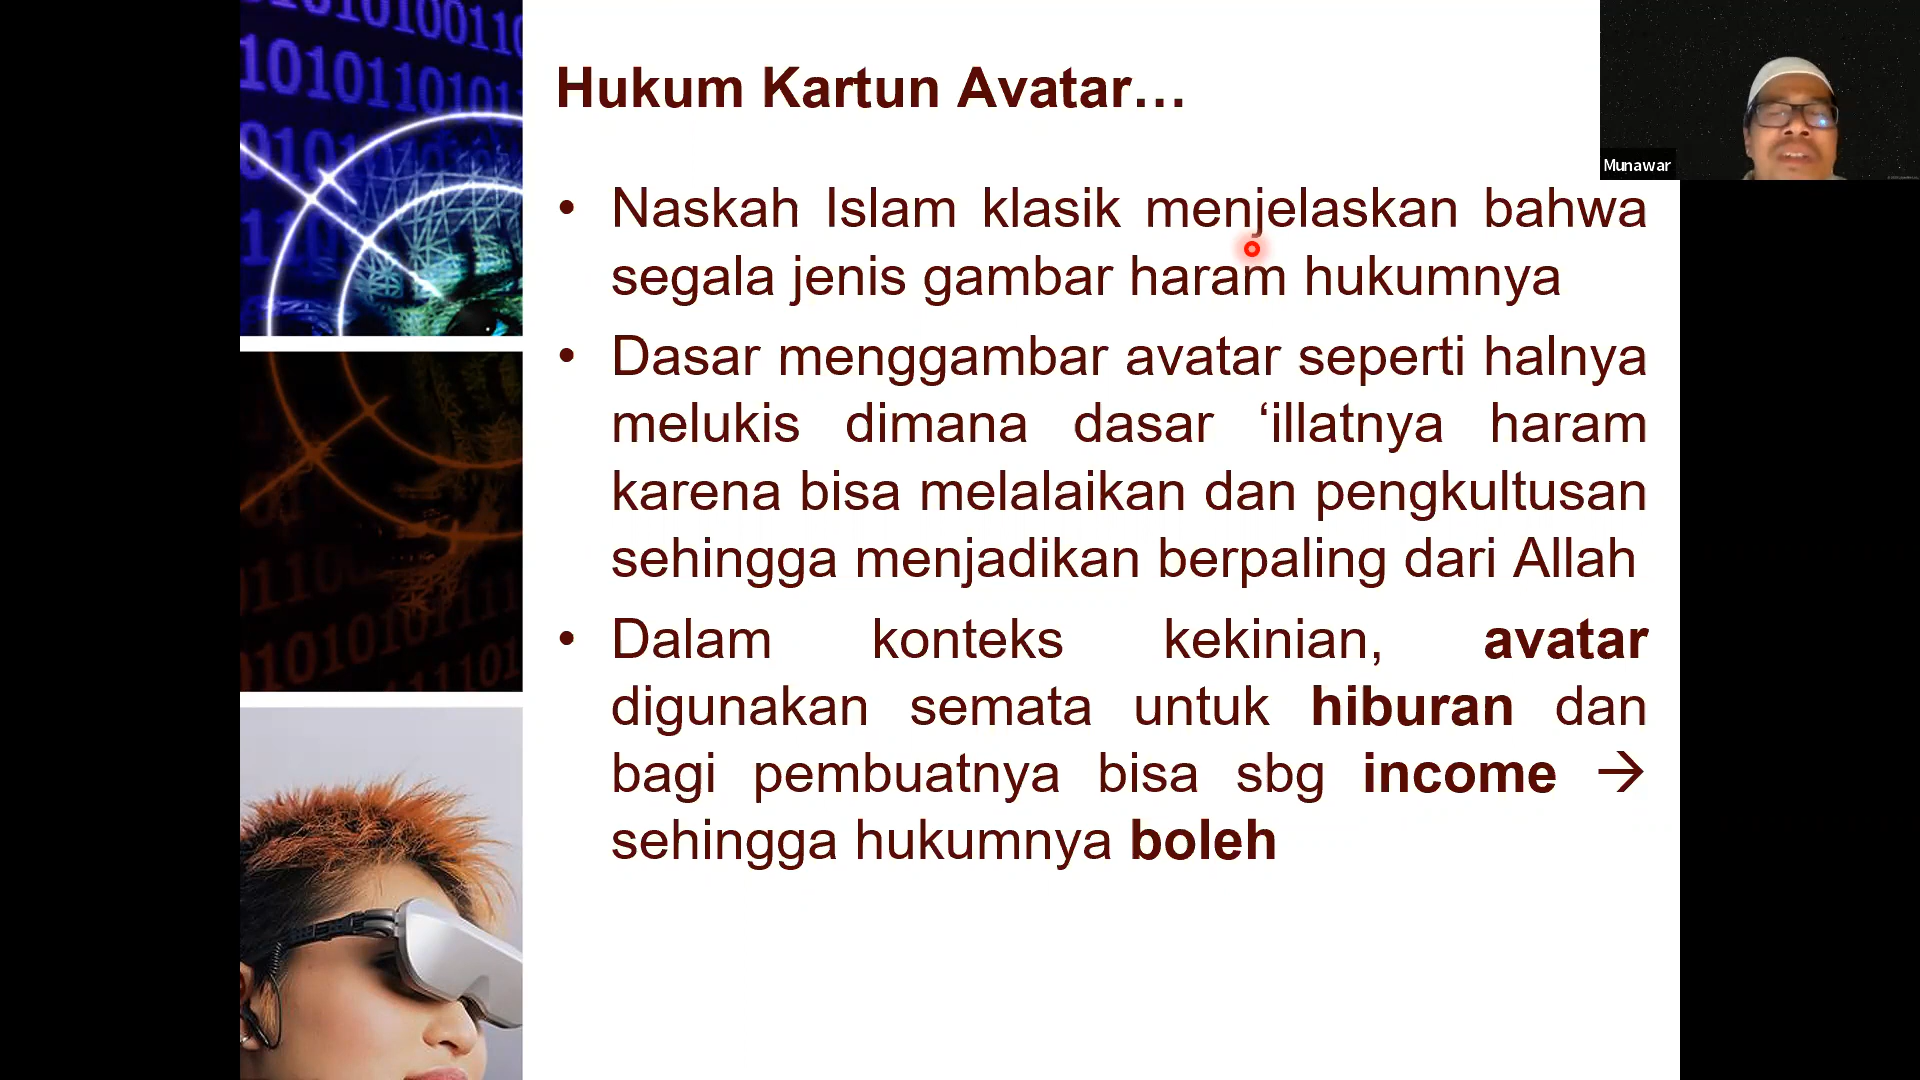 Hukum Kartun Avatar…
Munawar
• Naskah Islam klasik menjelaskan bahwa
segala jenis gambar haram hukumnya
• Dasar menggambar avatar seperti halnya
melukis dimana dasar ‘illatnya haram
karena bisa melalaikan dan pengkultusan
sehingga menjadikan berpaling dari Allah
• Dalam konteks kekinian, avatar
digunakan semata untuk hiburan dan
bagi pembuatnya bisa sbg income →
sehingga hukumnya boleh